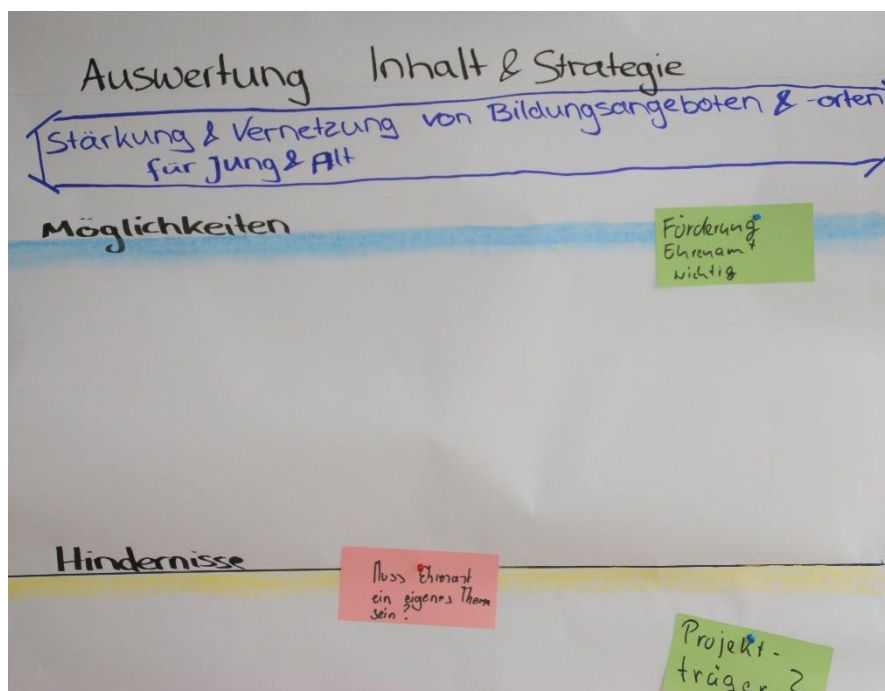 Auswertung Inhalt & Strategie
Stärkung & Vernetzung von Bildungsangeboten & -orten
für Jung & Alt
Möglichkeiten
Förderung
Ehrenamt
wichtig
Hindernisse
Muss Ehrenamt
ein eigenes Thema
sein?
Projekt-
träger?